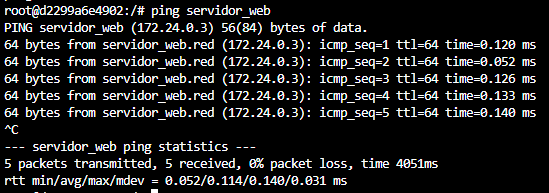 root@d2299a6e4902:/# ping servidor_web
PING servidor_web (172.24.0.3) 56(84) bytes of data.
64 bytes from servidor_web.red (172.24.0.3): icmp_seq=1 ttl=64 time=0.120 ms
64 bytes from servidor_web.red (172.24.0.3): icmp_seq=2 ttl=64 time=0.052 ms
64 bytes from servidor_web.red (172.24.0.3): icmp_seq=3 ttl=64 time=0.126 ms
64 bytes from servidor_web.red (172.24.0.3): icmp_seq=4 ttl=64 time=0.133 ms
64 bytes from servidor_web.red (172.24.0.3): icmp_seq=5 ttl=64 time=0.140 ms
^C
--- servidor_web ping statistics ---
5 packets transmitted, 5 received, 0% packet loss, time 4051ms
rtt min/avg/max/mdev = 0.052/0.114/0.140/0.031 ms